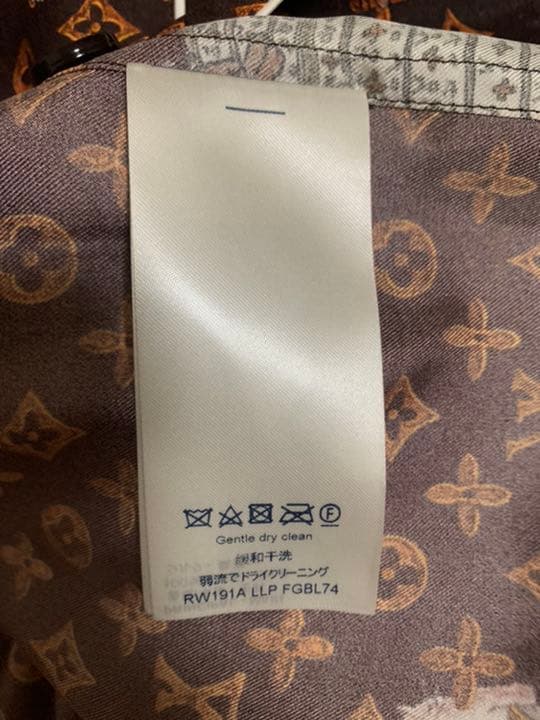 F
Gentle dry clean
缓和干洗
弱流でドライクリーニング
RW191A LLP FGBL74